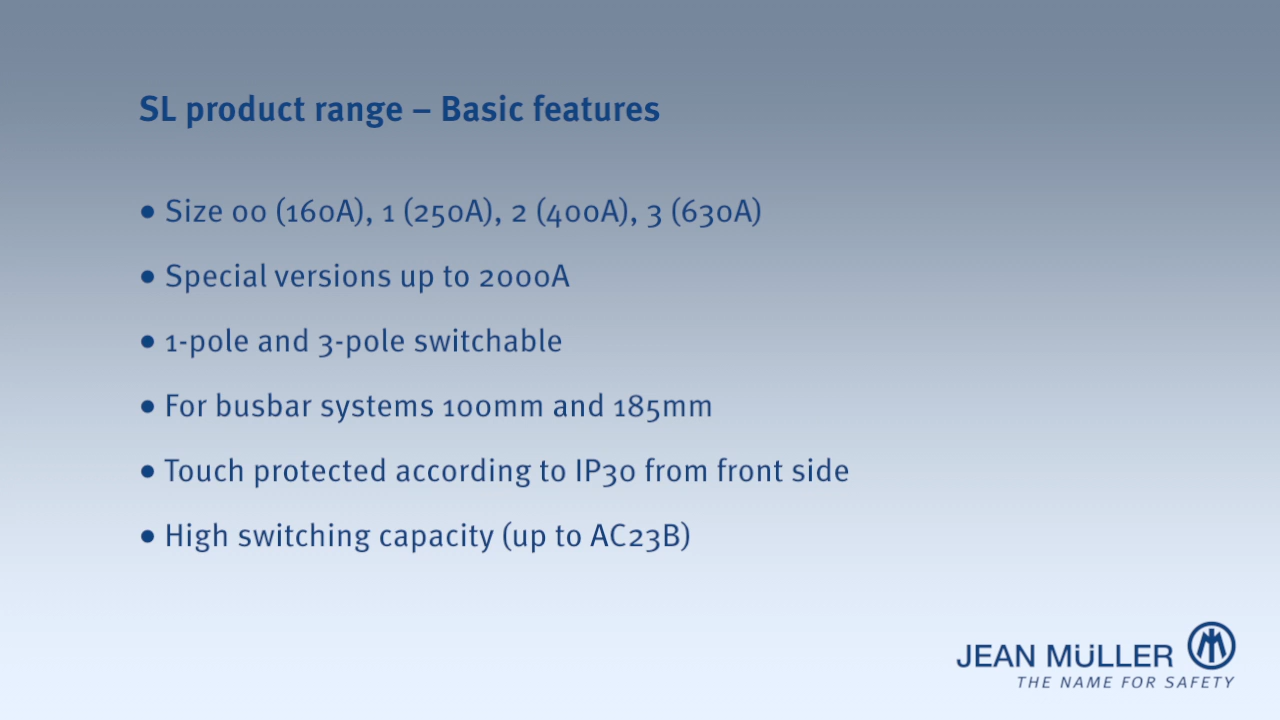 SL product range – Basic features
• Size 00 (160A), 1 (250A), 2 (400A), 3 (630A)
• Special versions up to 2000A
• 1-pole and 3-pole switchable
• For busbar systems 100mm and 185mm
• Touch protected according to IP30 from front side
• High switching capacity (up to AC23B)
JEAN MÜLLER
THE NAME FOR SAFETY